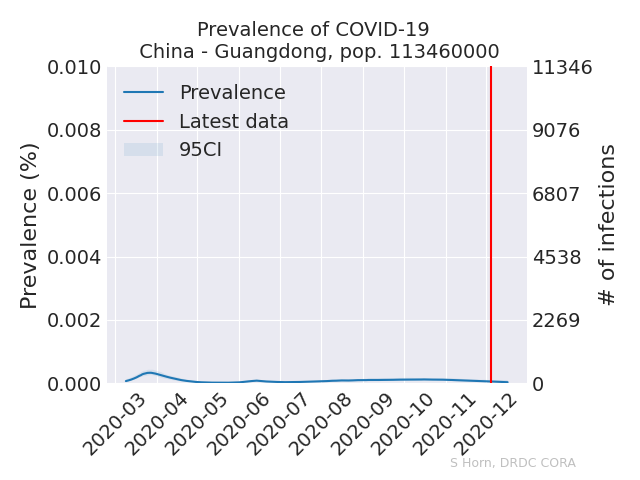 Prevalence of COVID-19
China - Guangdong, pop. 113460000
0.010
0.008
0.006
0.004
0.002
0.000
Prevalence (%)
Prevalence
Latest data
95CI
11346
9076
6807
4538
2269
0
# of infections
2020-03
2020-04
2020-05
2020-06
2020-07
2020-08
2020-09
2020-10
2020-11
2020-12
S Horn, DRDC CORA